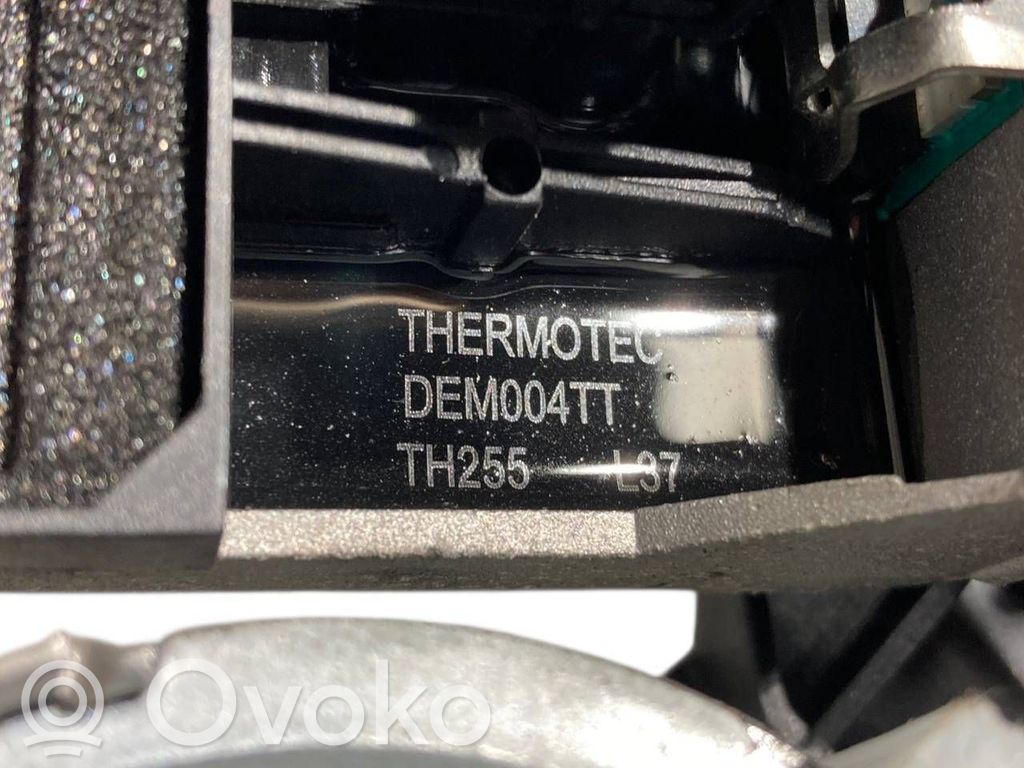 THERMOTEC
DEM004TT
TH255 L37
Ovoko